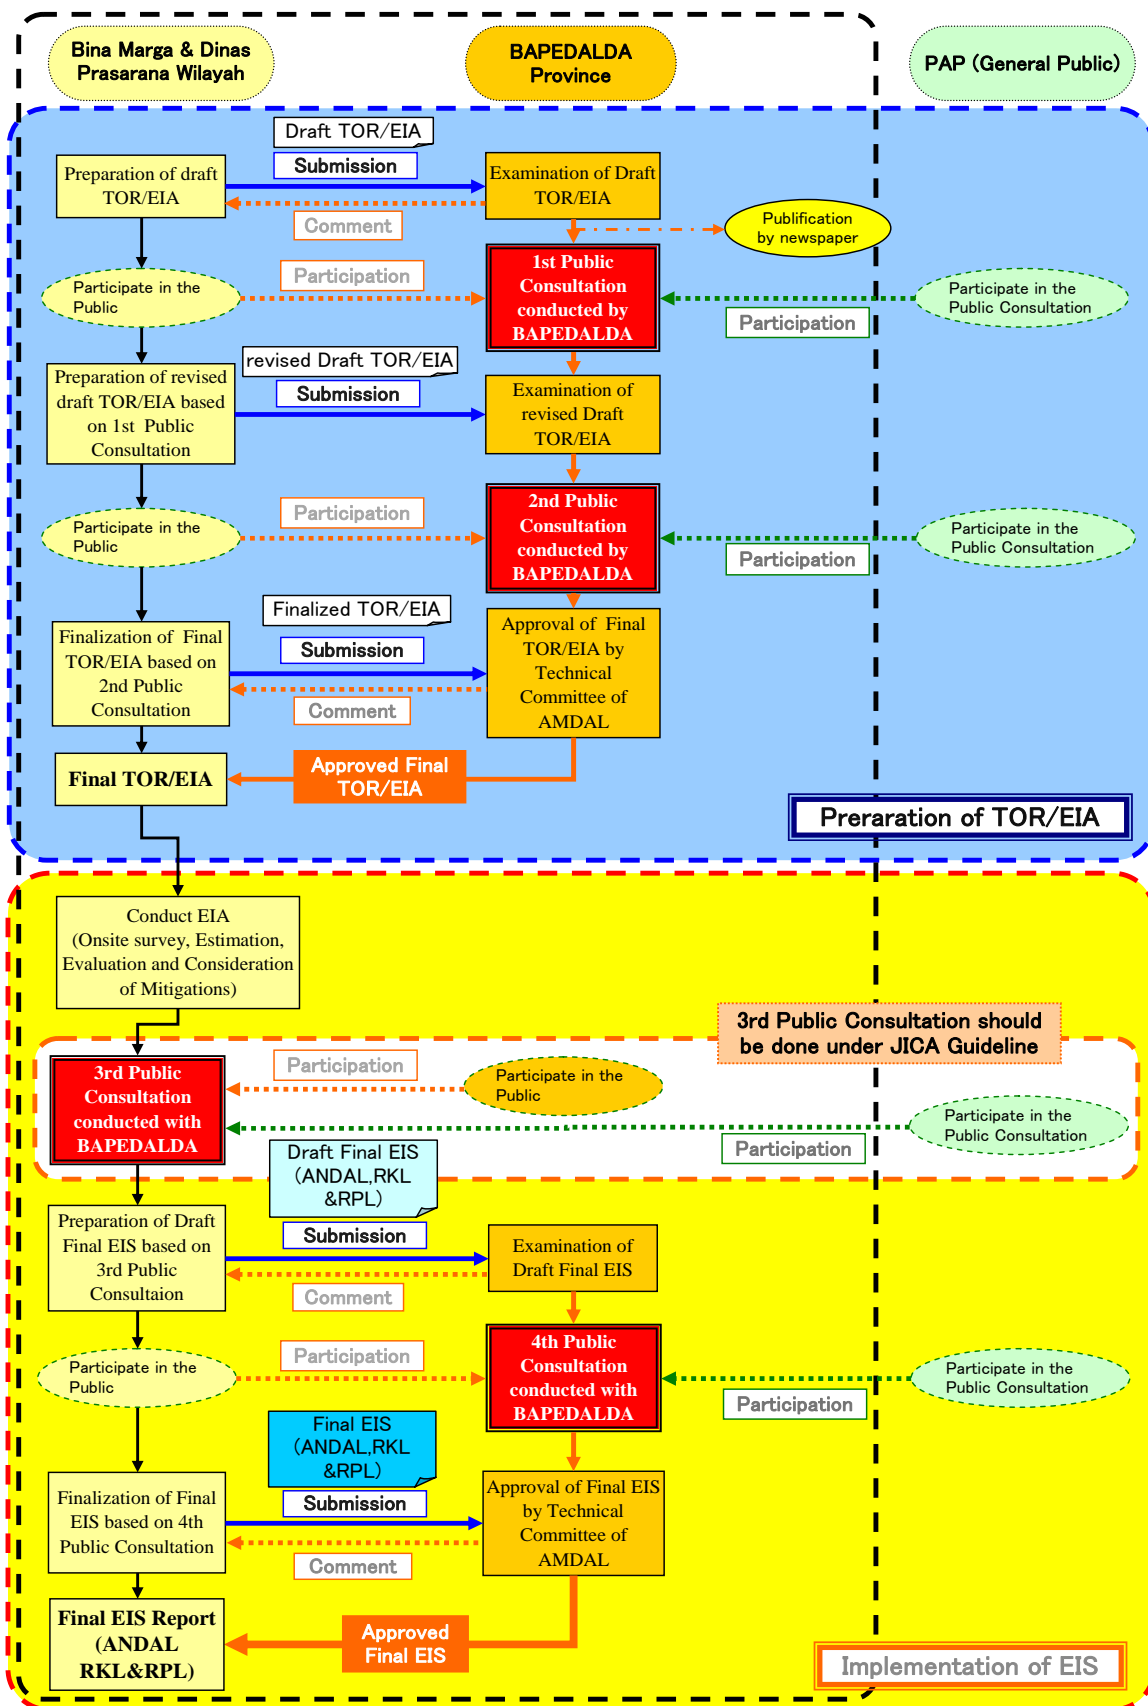 Bina Marga & Dinas
Prasarana Wilayah
BAPEDALDA
Province
PAP (General Public)
Draft TOR/EIA
Submission
Preparation of draft
TOR/EIA
Examination of Draft
TOR/EIA
Comment
Publification
by newspaper
Participate in the
Public
Participation
1st Public
Consultation
conducted by
BAPEDALDA
Participate in the
Public Consultation
Participation
revised Draft TOR/EIA
Submission
Preparation of revised
draft TOR/EIA based
on 1st Public
Consultation
Examination of
revised Draft
TOR/EIA
Participate in the
Public
Participation
2nd Public
Consultation
conducted by
BAPEDALDA
Participate in the
Public Consultation
Participation
Finalized TOR/EIA
Submission
Finalization of Final
TOR/EIA based on
2nd Public
Consultation
Approval of Final
TOR/EIA by
Technical
Committee of
AMDAL
Comment
Final TOR/EIA
Approved Final
TOR/EIA
Preraration of TOR/EIA
Conduct EIA
(Onsite survey, Estimation,
Evaluation and Consideration
of Mitigations)
3rd Public Consultation should
be done under JICA Guideline
3rd Public
Consultation
conducted with
BAPEDALDA
Participation
Participate in the
Public
Participate in the
Public Consultation
Participation
Draft Final EIS
(ANDAL,RKL
&RPL)
Submission
Preparation of Draft
Final EIS based on
3rd Public
Consultaion
Examination of
Draft Final EIS
Comment
Participate in the
Public
Participation
4th Public
Consultation
conducted with
BAPEDALDA
Participate in the
Public Consultation
Participation
Final EIS
(ANDAL,RKL
&RPL)
Submission
Finalization of Final
EIS based on 4th
Public Consultation
Approval of Final EIS
by Technical
Committee of
AMDAL
Comment
Final EIS Report
(ANDAL
RKL&RPL)
Approved
Final EIS
Implementation of EIS